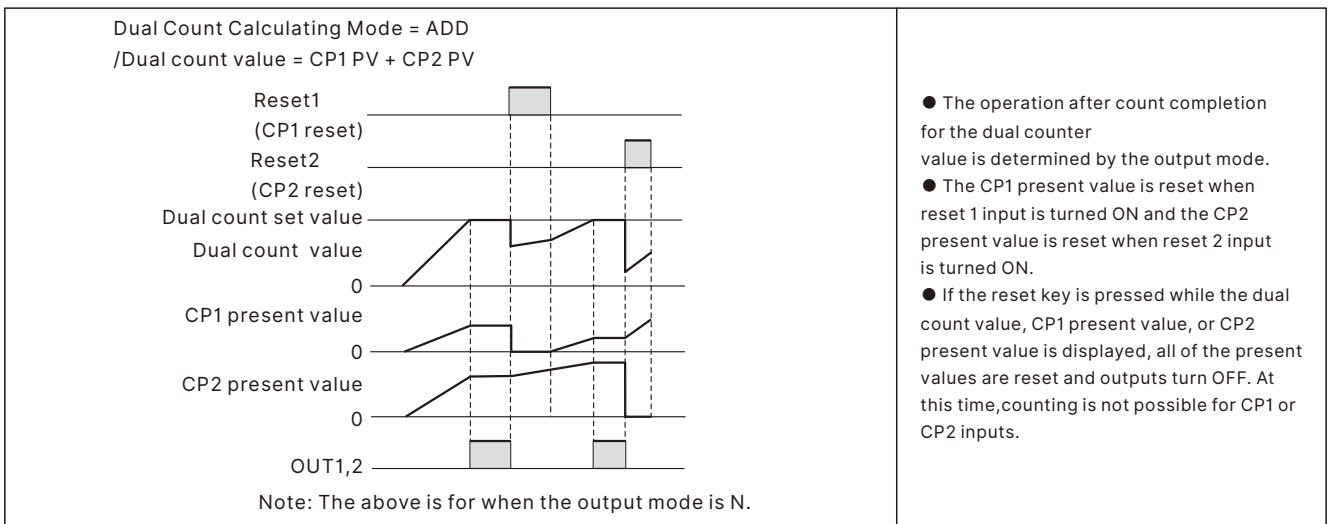 Dual Count Calculating Mode = ADD
/Dual count value = CP1 PV + CP2 PV
Reset1
(CP1 reset)
Reset2
(CP2 reset)
Dual count set value
Dual count value
0
CP1 present value
0
CP2 present value
0
OUT1,2
Note: The above is for when the output mode is N.
● The operation after count completion
for the dual counter
value is determined by the output mode.
● The CP1 present value is reset when
reset 1 input is turned ON and the CP2
present value is reset when reset 2 input
is turned ON.
● If the reset key is pressed while the dual
count value, CP1 present value, or CP2
present value is displayed, all of the present
values are reset and outputs turn OFF. At
this time,counting is not possible for CP1 or
CP2 inputs.